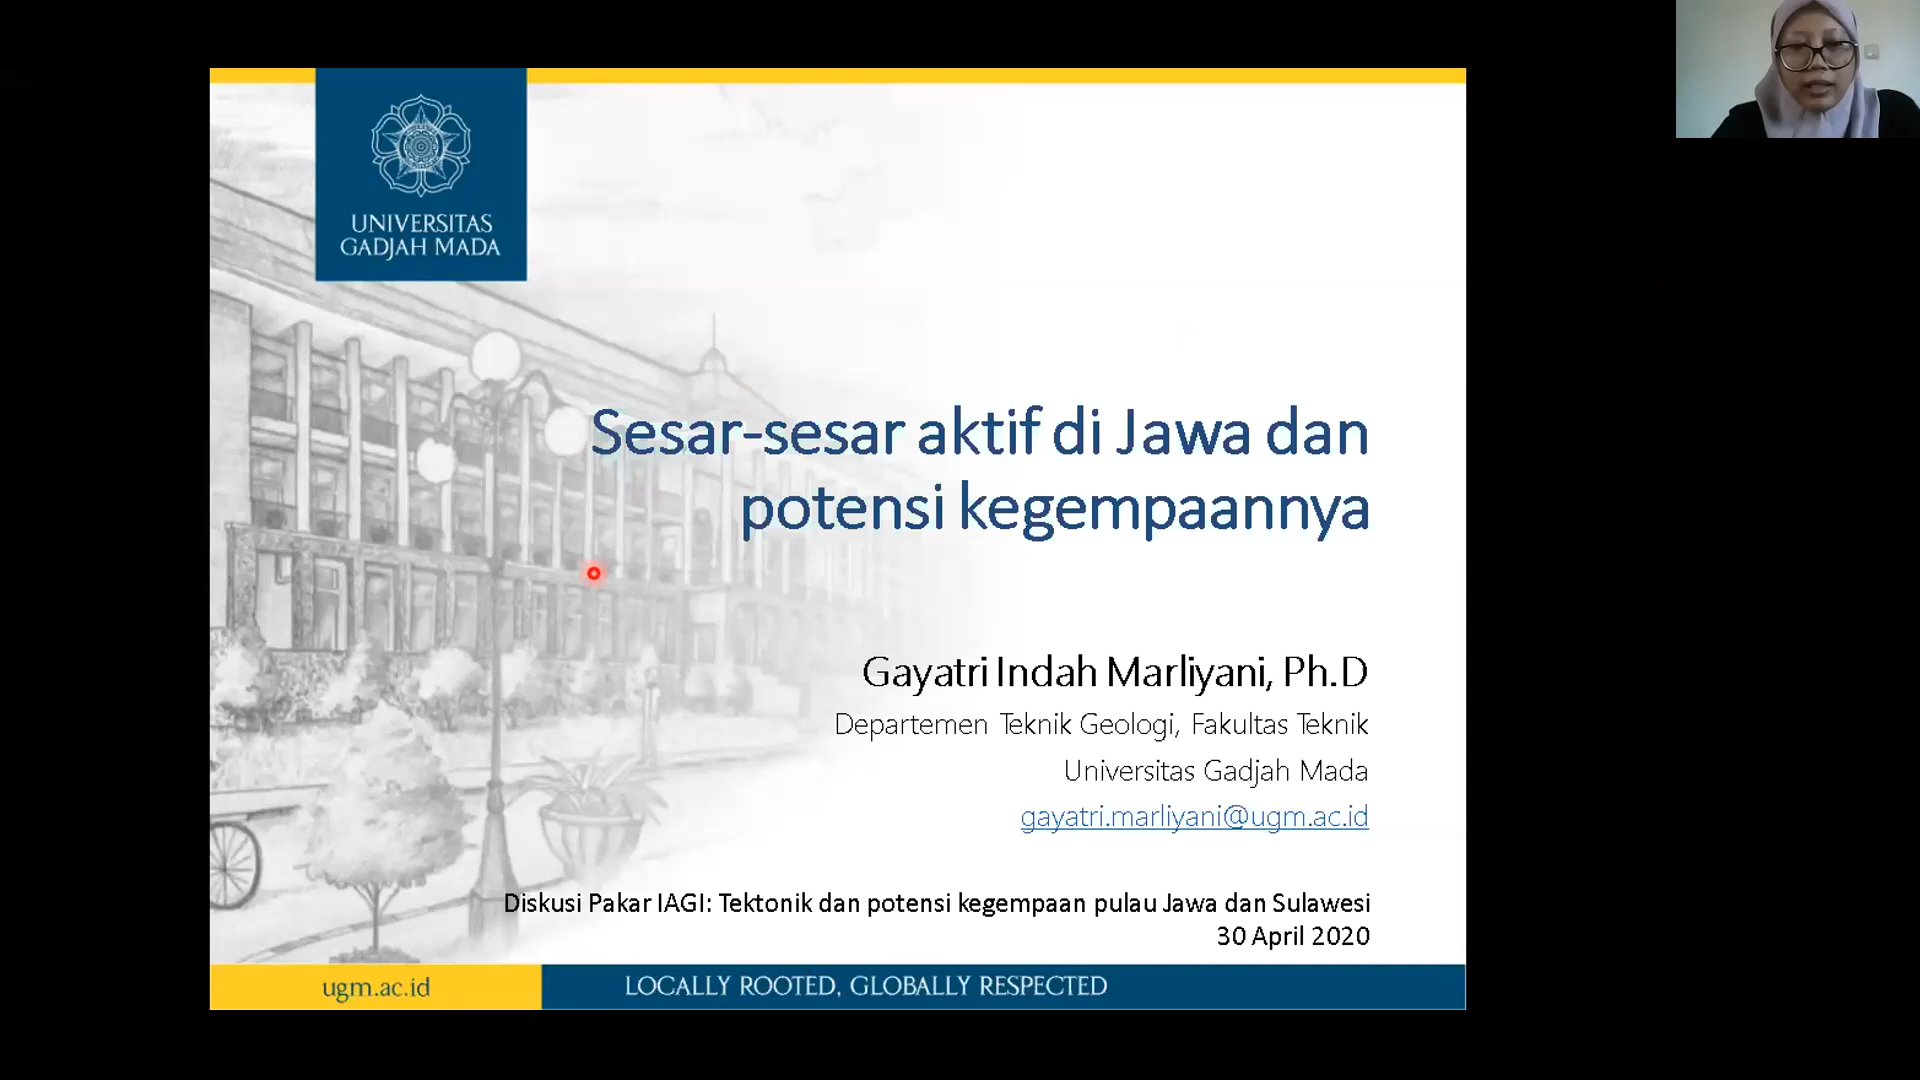 UNIVERSITAS
GADJAH MADA
Sesar-sesar aktif di Jawa dan
potensi kegempaannya
Gayatri Indah Marliyani, Ph.D
Departemen Teknik Geologi, Fakultas Teknik
Universitas Gadjah Mada
gayatri.marliyani@ugm.ac.id
Diskusi Pakar IAGI: Tektonik dan potensi kegempaan pulau Jawa dan Sulawesi
30 April 2020
ugm.ac.id
LOCALLY ROOTED, GLOBALLY RESPECTED